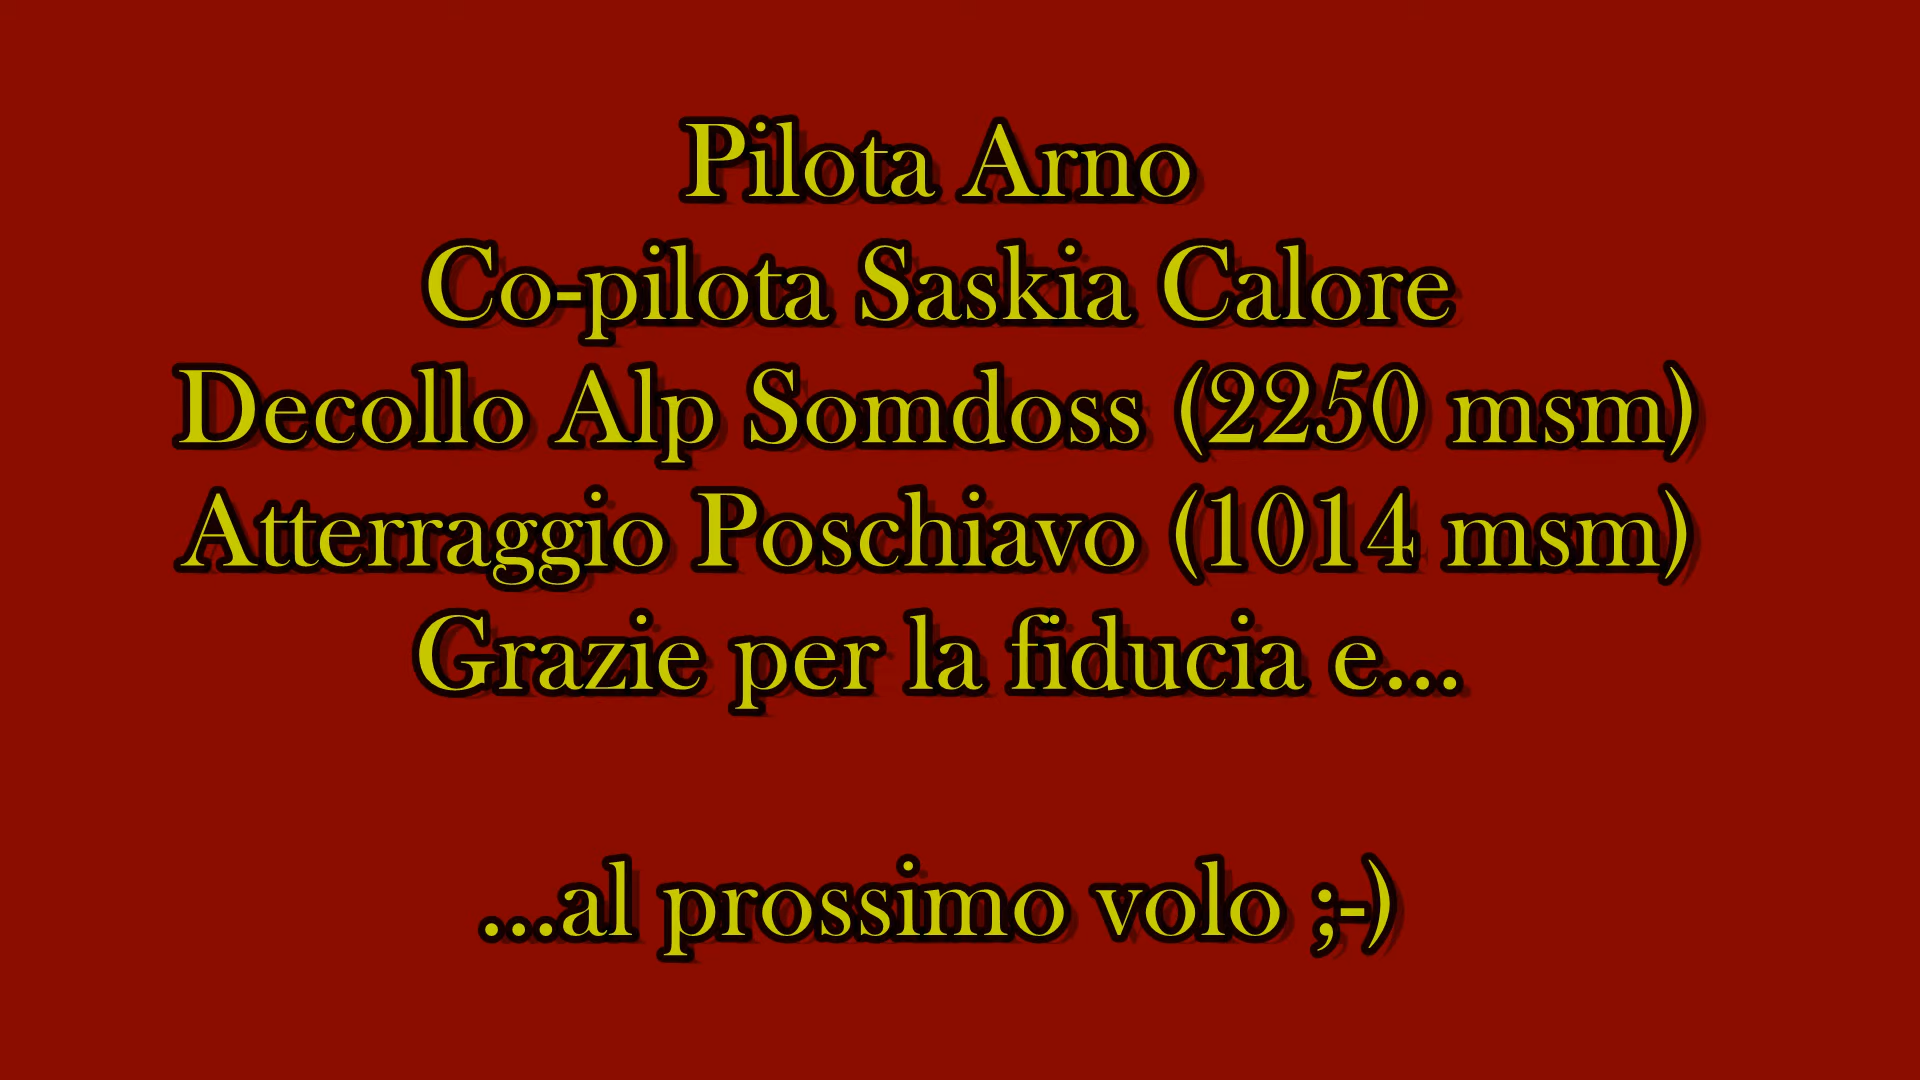 Pilota Arno
Co-pilota Saskia Calore
Decollo Alp Somdoss (2250 msm)
Atterraggio Poschiavo (1014 msm)
Grazie per la fiducia e...
...al prossimo volo ;-)